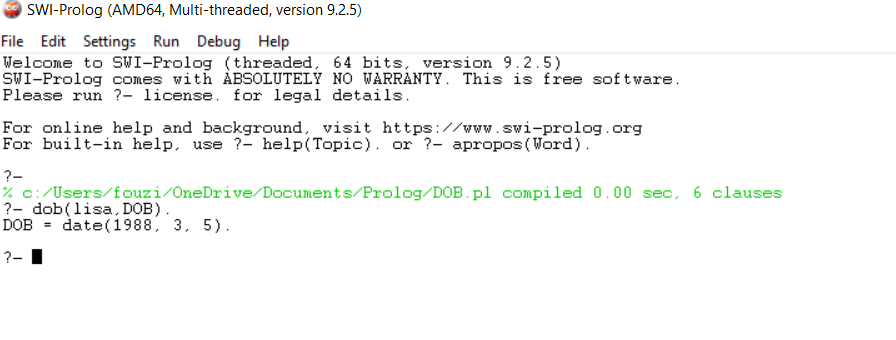 SWI-Prolog (AMD64, Multi-threaded, version 9.2.5)
File Edit Settings Run Debug Help
Welcome to SWI-Prolog (threaded, 64 bits, version 9.2.5)
SWI-Prolog comes with ABSOLUTELY NO WARRANTY. This is free software.
Please run ?- license. for legal details.
For online help and background, visit https://www.swi-prolog.org
For built-in help, use ?- help(Topic). or ?- apropos(Word).
?-
% c:/Users/fouzi/OneDrive/Documents/Prolog/DOB.pl compiled 0.00 sec, 6 clauses
?- dob(lisa,DOB).
DOB = date(1988, 3, 5).
?-